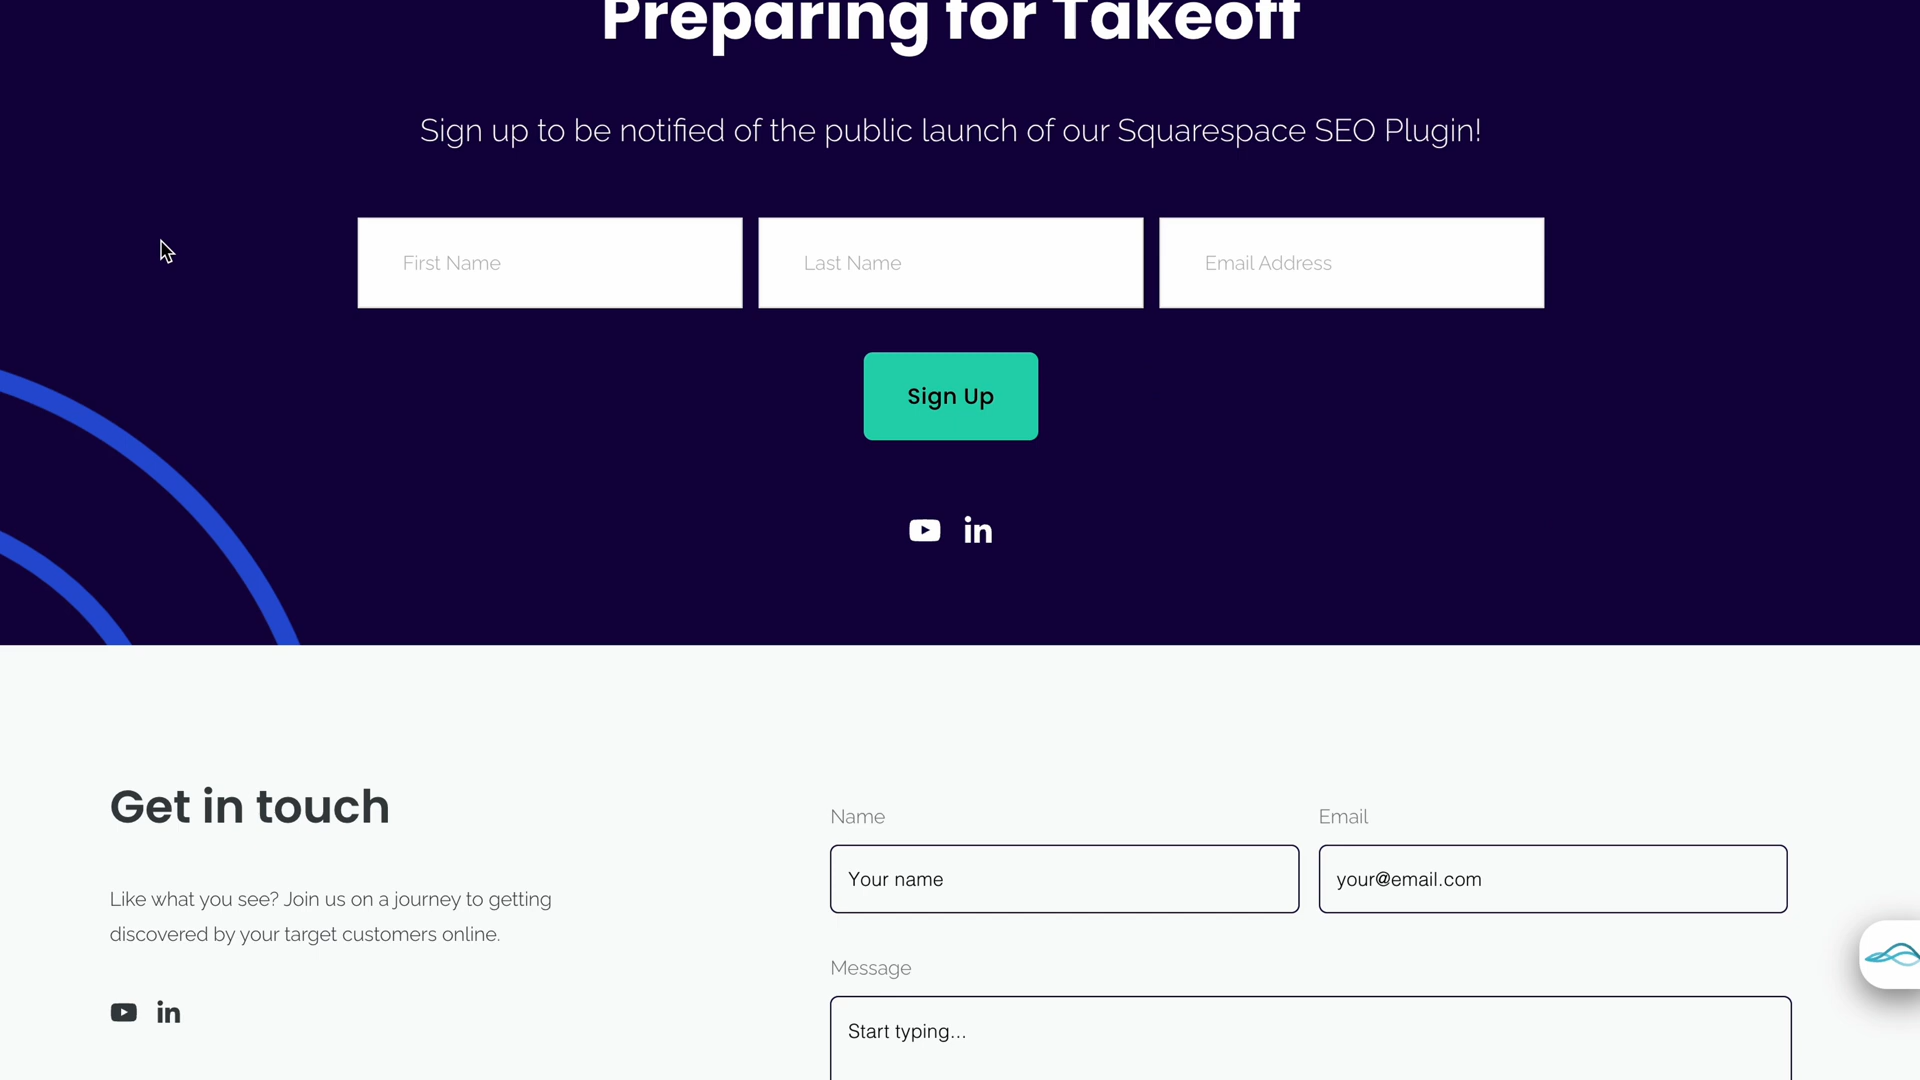 Preparing for Takeoff
Sign up to be notified of the public launch of our Squarespace SEO Plugin!
First Name
Last Name
Email Address
Sign Up
Get in touch
Like what you see? Join us on a journey to getting
discovered by your target customers online.
Name
Email
Your name
your@email.com
Message
Start typing...